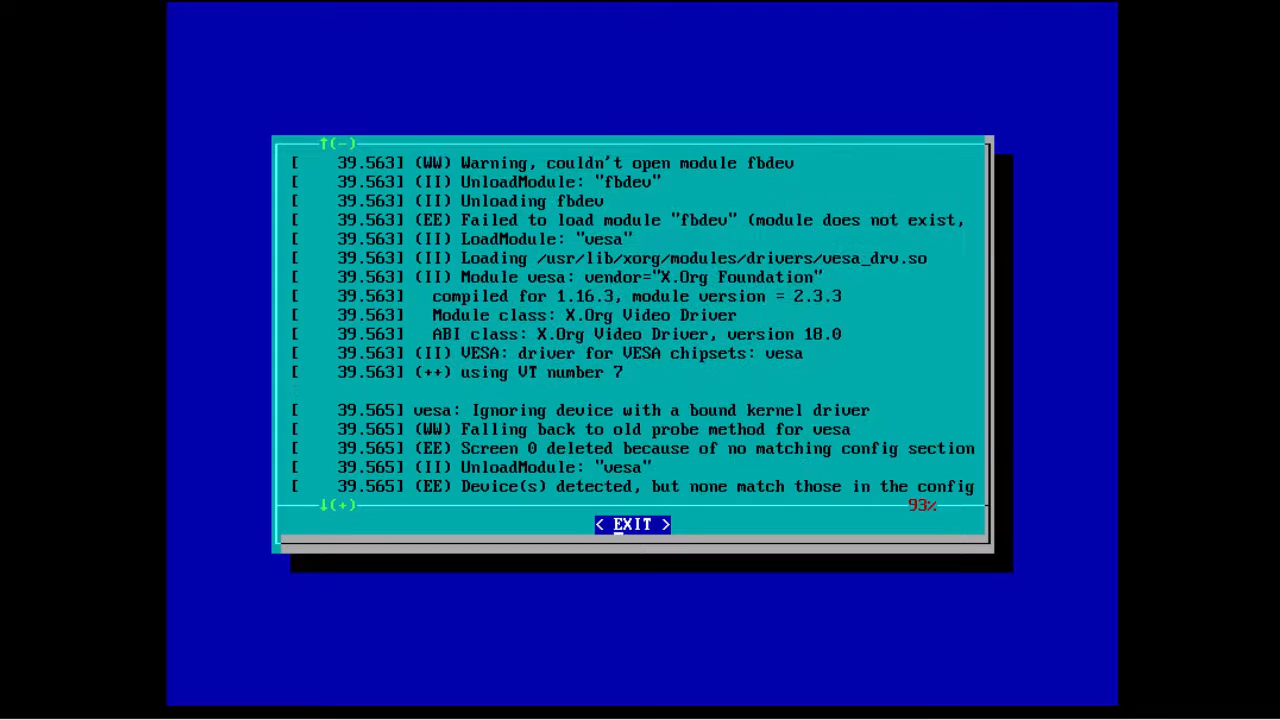 ↑(-)
[    39.563] (WW) Warning, couldn't open module fbdev
[    39.563] (II) UnloadModule: "fbdev"
[    39.563] (II) Unloading fbdev
[    39.563] (EE) Failed to load module "fbdev" (module does not exist,
[    39.563] (II) LoadModule: "vesa"
[    39.563] (II) Loading /usr/lib/xorg/modules/drivers/vesa_drv.so
[    39.563] (II) Module vesa: vendor="X.Org Foundation"
[    39.563]   compiled for 1.16.3, module version = 2.3.3
[    39.563]   Module class: X.Org Video Driver
[    39.563]   ABI class: X.Org Video Driver, version 18.0
[    39.563] (II) VESA: driver for VESA chipsets: vesa
[    39.563] (++) using VT number 7
[    39.565] vesa: Ignoring device with a bound kernel driver
[    39.565] (WW) Falling back to old probe method for vesa
[    39.565] (EE) Screen 0 deleted because of no matching config section
[    39.565] (II) UnloadModule: "vesa"
[    39.565] (EE) Device(s) detected, but none match those in the config
↓(+) 93%
< EXIT >